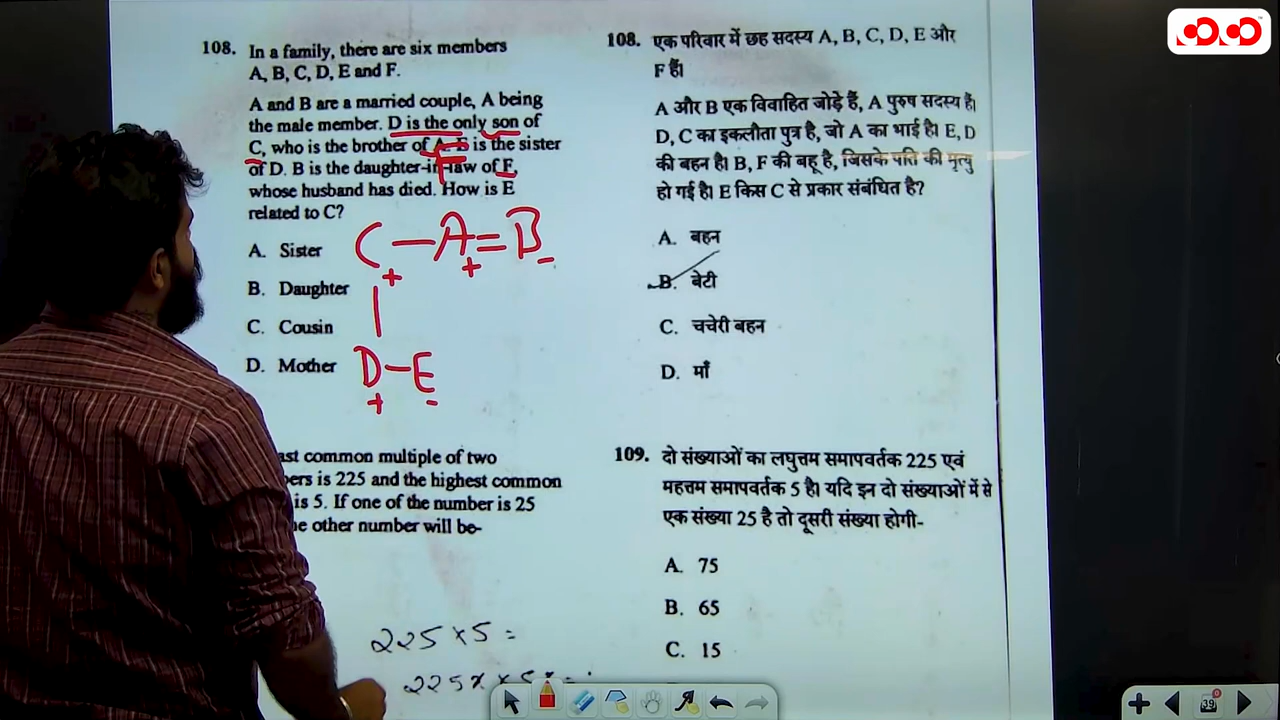 108. In a family, there are six members
A, B, C, D, E and F.
A and B are a married couple, A being
the male member. D is the only son of
C, who is the brother of A. E is the sister
of D. B is the daughter-in-law of F,
whose husband has died. How is E
related to C?
A. Sister
B. Daughter
C. Cousin
D. Mother
C – A = B
+ + -
D – E
+ -
108. एक परिवार में छह सदस्य A, B, C, D, E और
F हैं।
A और B एक विवाहित जोड़े हैं, A पुरुष सदस्य है।
D, C का इकलौता पुत्र है, जो A का भाई है। E, D
की बहन है। B, F की बहू है, जिसके पति की मृत्यु
हो गई है। E किस C से प्रकार संबंधित है?
A. बहन
B. बेटी
C. चचेरी बहन
D. माँ
common multiple of two
is 225 and the highest common
is 5. If one of the number is 25
other number will be-
225 × 5 =
109. दो संख्याओं का लघुत्तम समापवर्तक 225 एवं
महत्तम समापवर्तक 5 है। यदि इन दो संख्याओं में से
एक संख्या 25 है तो दूसरी संख्या होगी-
A. 75
B. 65
C. 15
39